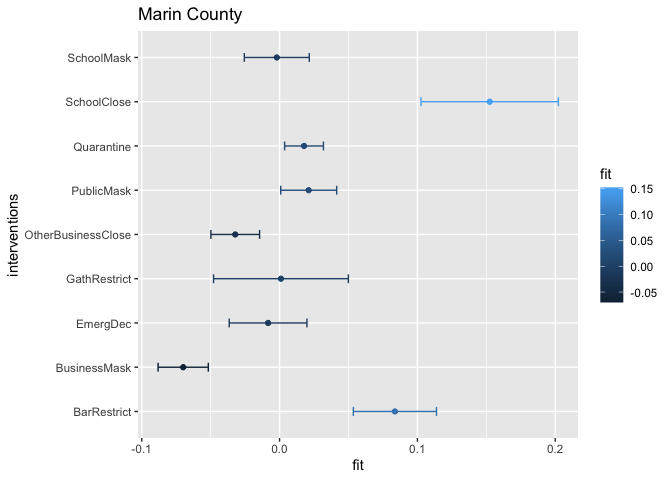 Marin County
SchoolMask
SchoolClose
Quarantine
PublicMask
OtherBusinessClose
GathRestrict
EmergDec
BusinessMask
BarRestrict
interventions
-0.1
0.0
0.1
0.2
fit
fit
0.15
0.10
0.05
0.00
-0.05